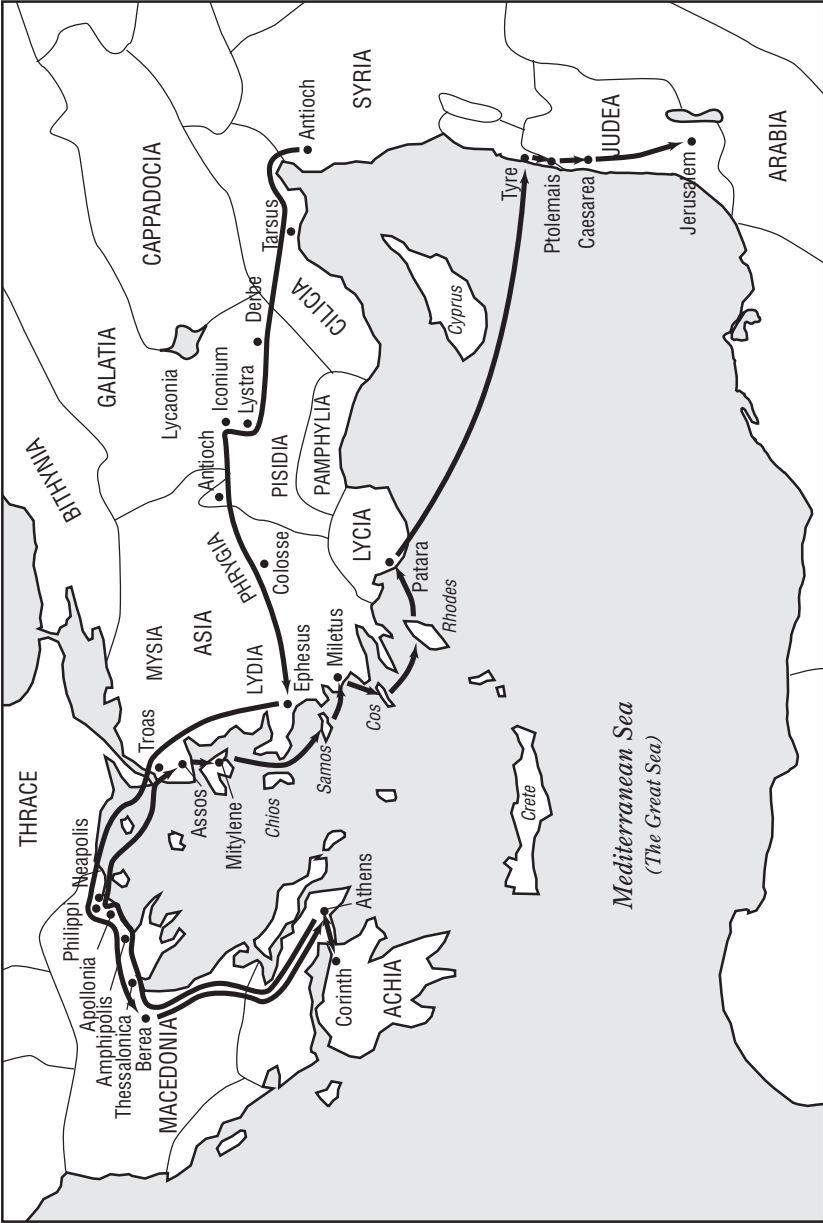 THRACE
BITHYNIA
GALATIA
CAPPADOCIA
SYRIA
Philippi
Neapolis
Apollonia
Amphipolis
Thessalonica
Berea
MACEDONIA
Troas
MYSIA
ASIA
LYDIA
PHRYGIA
Antioch
Iconium
Lystra
Lycaonia
Derbe
Tarsus
Antioch
CILICIA
PISIDIA
PAMPHYLIA
LYCIA
Colosse
Ephesus
Miletus
Assos
Mitylene
Chios
Samos
Cos
Rhodes
Patara
Athens
Corinth
ACHIA
Crete
Cyprus
Tyre
Ptolemais
Caesarea
JUDEA
Jerusalem
ARABIA
Mediterranean Sea
(The Great Sea)